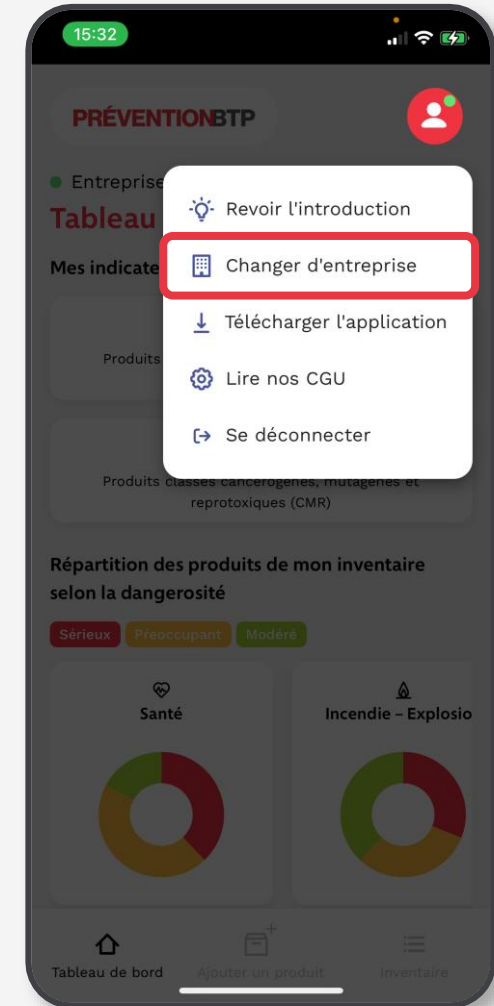 15:32
PRÉVENTIONBTP
Entreprise
Tableau
Revoir l'introduction
Mes indicate
Changer d'entreprise
Télécharger l'application
Produits
Lire nos CGU
Se déconnecter
Produits classés cancérogènes, mutagènes et
reprotoxiques (CMR)
Répartition des produits de mon inventaire
selon la dangerosité
Sérieux Préoccupant Modéré
Santé
Incendie – Explosio
Tableau de bord Ajouter un produit Inventaire